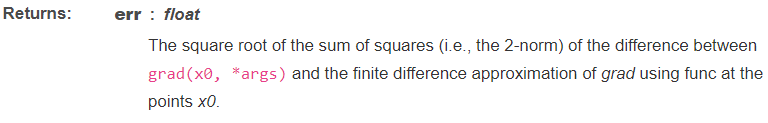 Returns: err : float
The square root of the sum of squares (i.e., the 2-norm) of the difference between
grad(x0, *args) and the finite difference approximation of grad using func at the
points x0.